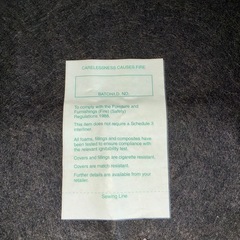 CARELESSNESS CAUSES FIRE
BATCH/I.D. NO.
To comply with the Furniture and
Furnishings (Fire) (Safety)
Regulations 1988
This item does not require a Schedule 3
interliner
All foams, fillings and composites have
been tested to ensure compliance with
the relevant ignitability test.
Covers and fillings are cigarette resistant.
Covers are match resistant.
Further details are available from your
retailer.